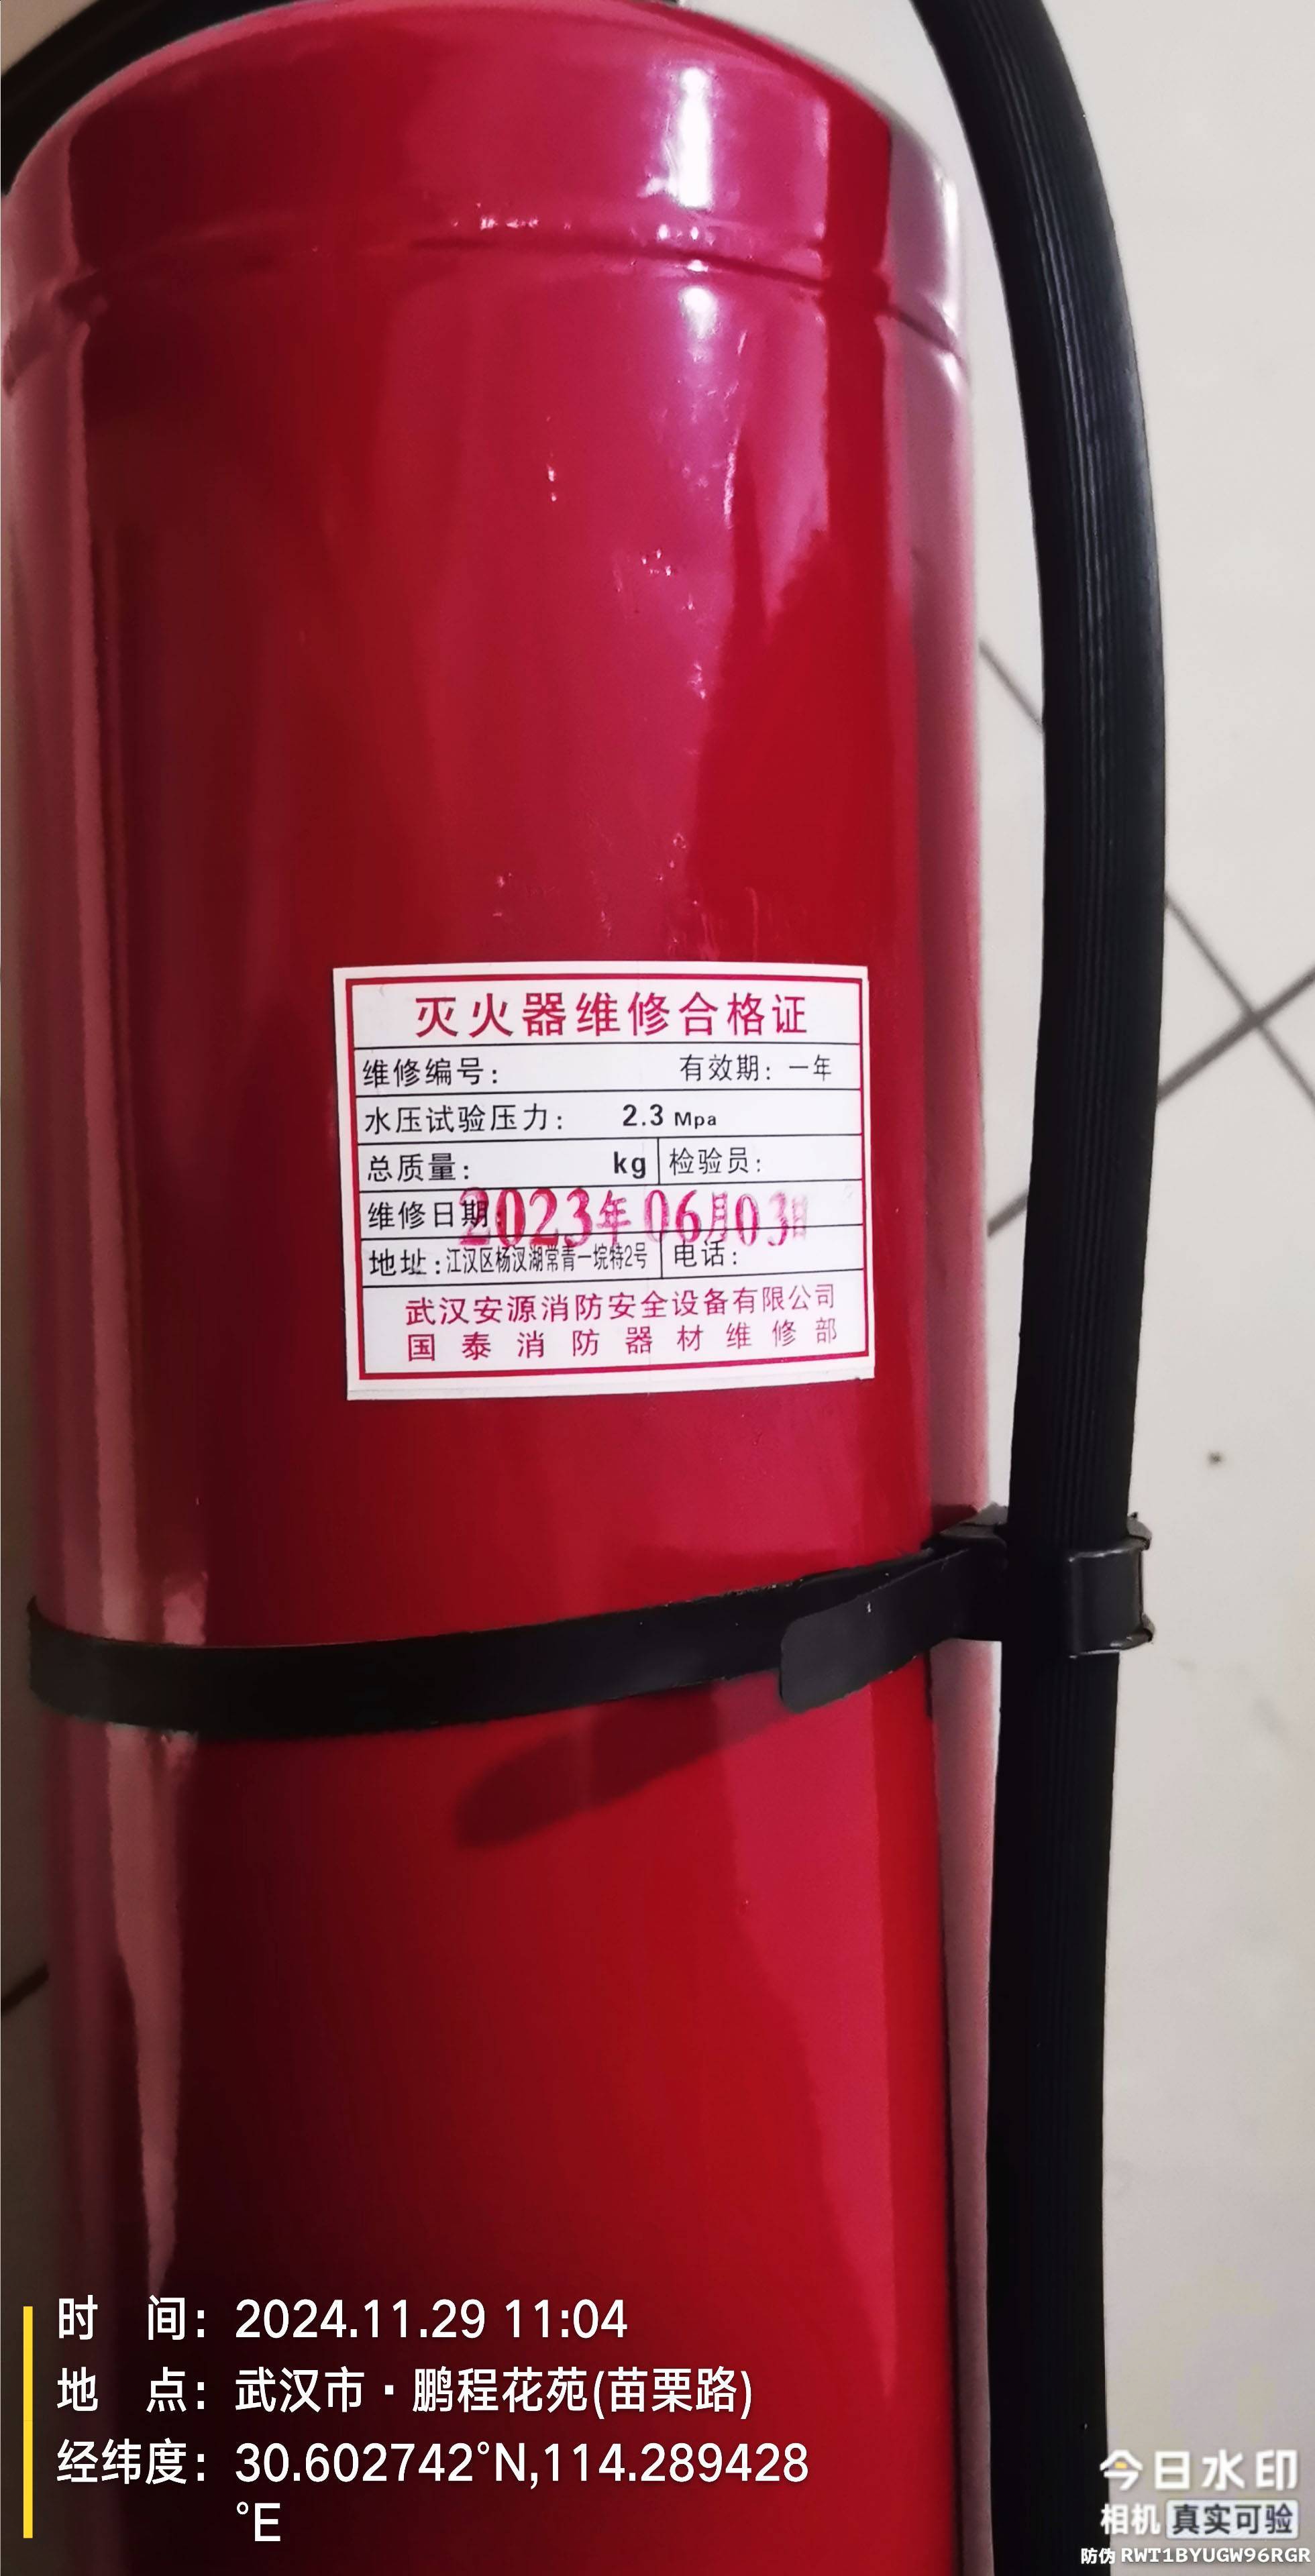 灭火器维修合格证
维修编号： 有效期：一年
水压试验压力： 2.3 Mpa
总质量： kg 检验员：
维修日期： 2023年06月03日
地址：江汉区杨汊湖常青一垸特2号 电话：
武汉安源消防安全设备有限公司
国泰消防器材维修部
时 间：2024.11.29 11:04
地 点：武汉市·鹏程花苑(苗栗路)
经纬度：30.602742°N,114.289428
°E
今日水印
相机 真实可验
防伪 RWT1BYUGW96RGR